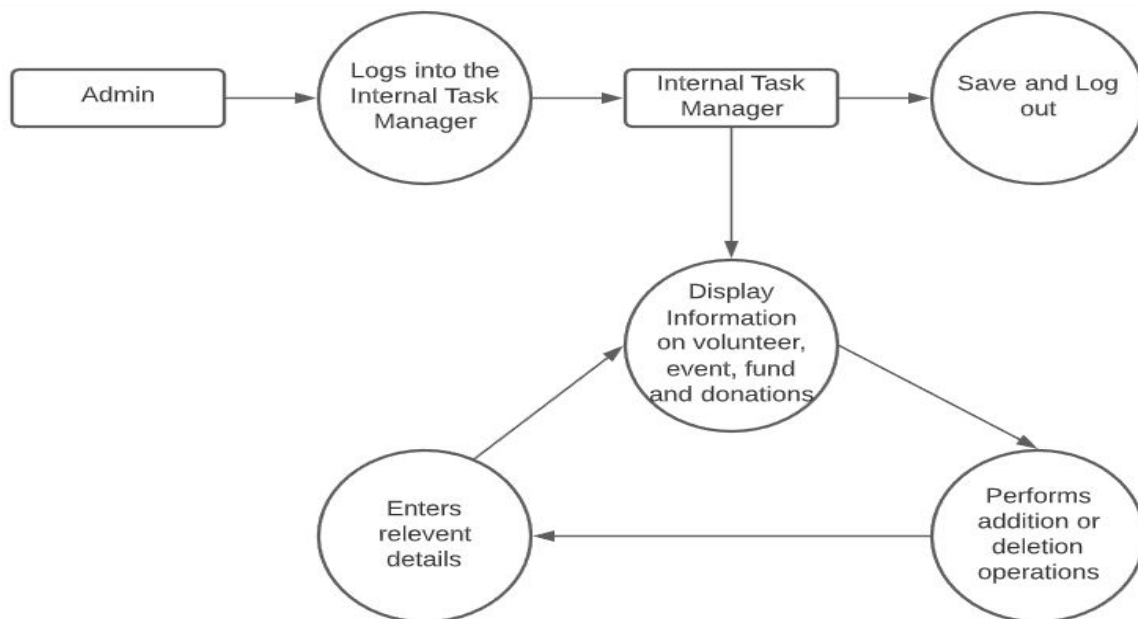 Admin
Logs into the
Internal Task
Manager
Internal Task
Manager
Save and Log
out
Display
Information
on volunteer,
event, fund
and donations
Enters
relevent
details
Performs
addition or
deletion
operations